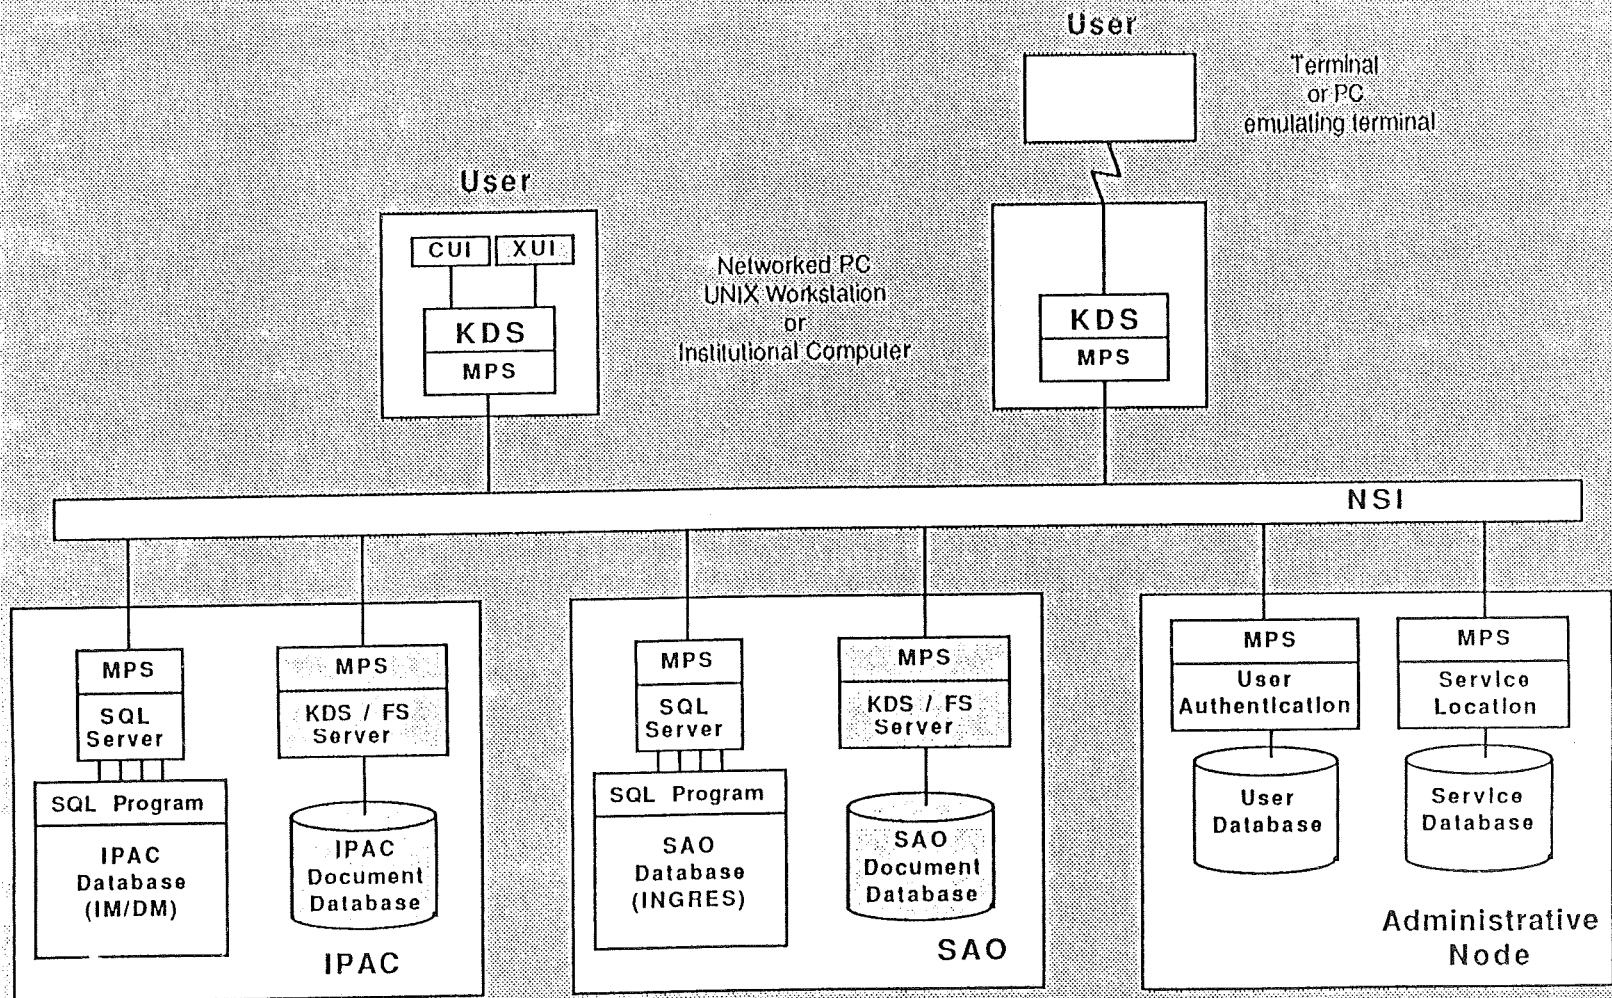 User
Terminal
or PC
emulating terminal
User
CUI
XUI
KDS
MPS
Networked PC
UNIX Workstation
or
Institutional Computer
KDS
MPS
NSI
MPS
SQL
Server
SQL Program
IPAC
Database
(IM/DM)
MPS
KDS / FS
Server
IPAC
Document
Database
IPAC
MPS
SQL
Server
SQL Program
SAO
Database
(INGRES)
MPS
KDS / FS
Server
SAO
Document
Database
SAO
MPS
User
Authentication
User
Database
MPS
Service
Location
Service
Database
Administrative
Node